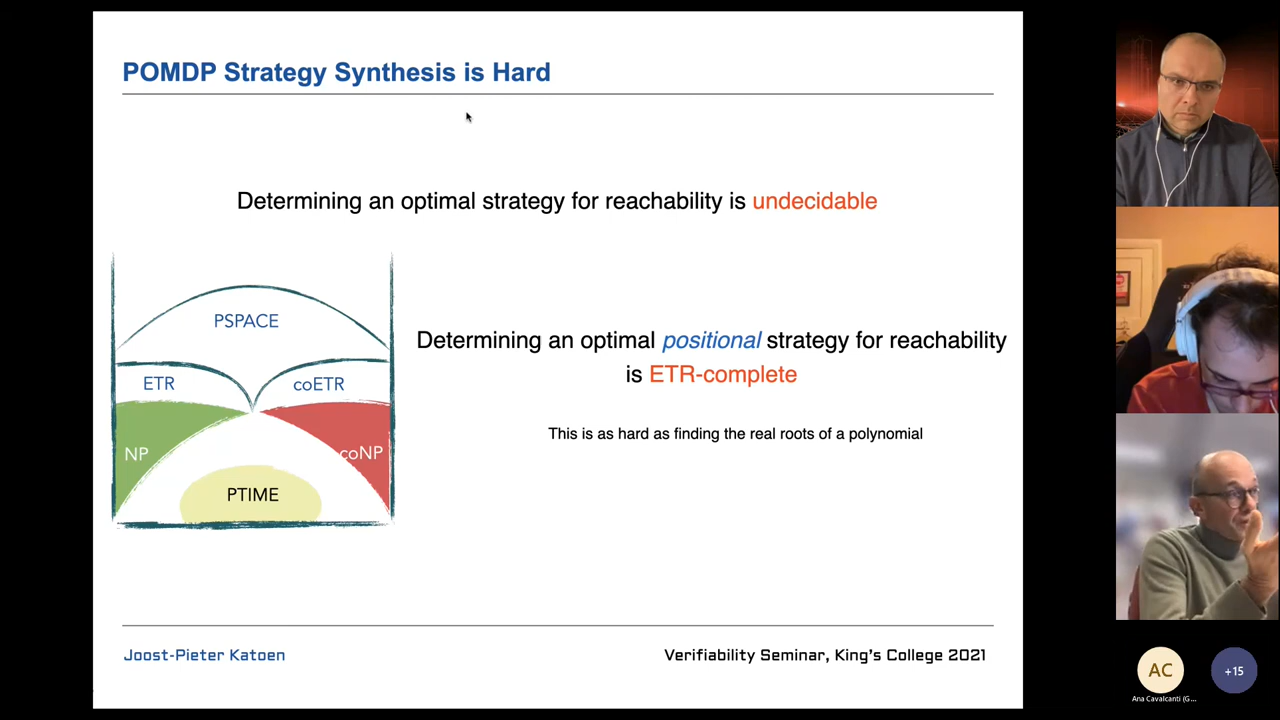 POMDP Strategy Synthesis is Hard
Determining an optimal strategy for reachability is undecidable
PSPACE
ETR
coETR
NP
coNP
PTIME
Determining an optimal positional strategy for reachability
is ETR-complete
This is as hard as finding the real roots of a polynomial
Joost-Pieter Katoen
Verifiability Seminar, King's College 2021
AC
+15
Ana Cavalcanti (G...